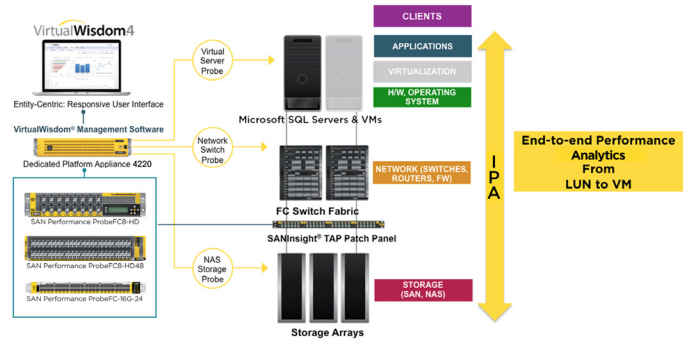 VirtualWisdom4
Entity-Centric: Responsive User Interface
VirtualWisdom® Management Software
Dedicated Platform Appliance 4220
SAN Performance ProbeFC8-HD
SAN Performance ProbeFC8-HD48
SAN Performance ProbeFC-16G-24
Virtual
Server
Probe
Network
Switch
Probe
NAS
Storage
Probe
Microsoft SQL Servers & VMs
FC Switch Fabric
SANInsight® TAP Patch Panel
Storage Arrays
CLIENTS
APPLICATIONS
VIRTUALIZATION
H/W, OPERATING
SYSTEM
NETWORK (SWITCHES,
ROUTERS, FW)
STORAGE
(SAN, NAS)
IPA
End-to-end Performance
Analytics
From
LUN to VM